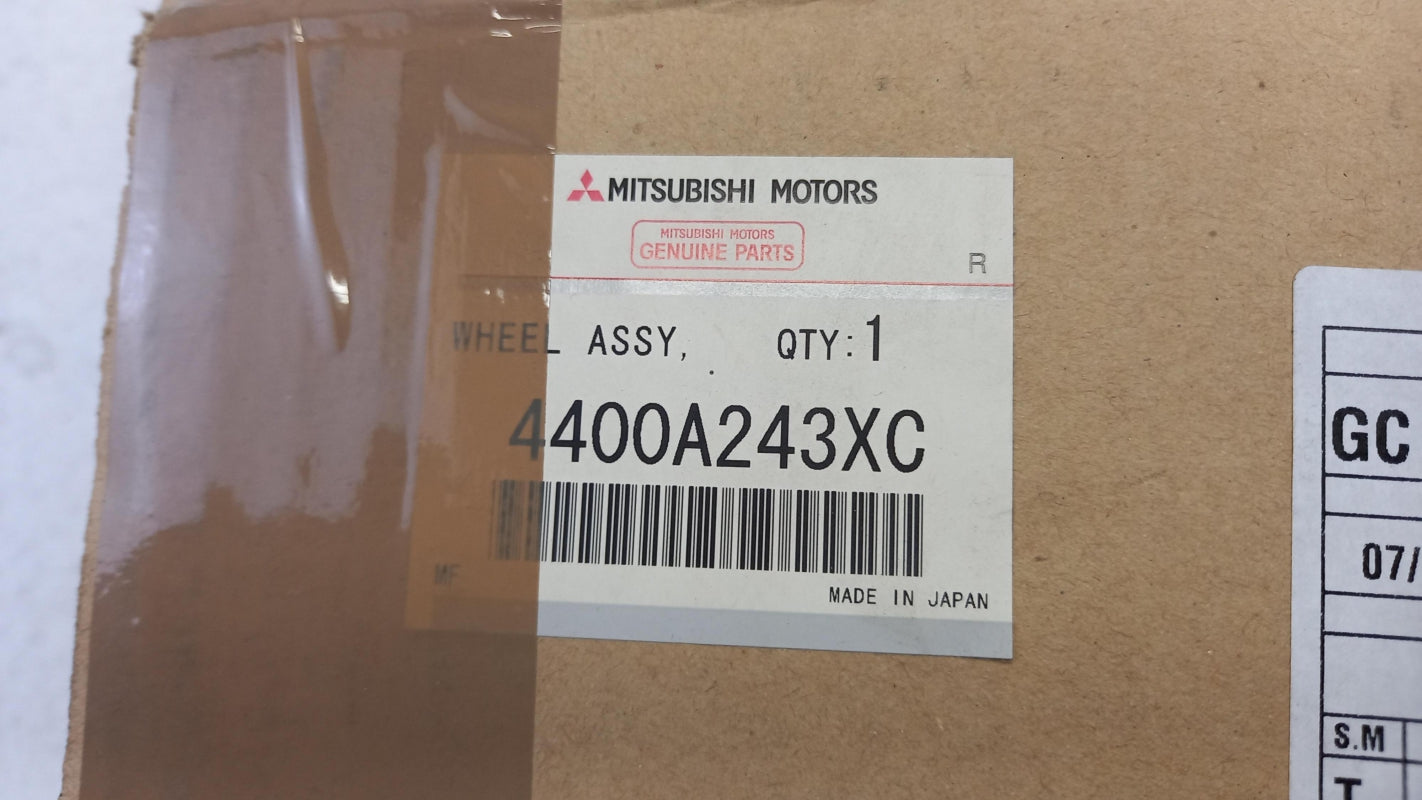 MITSUBISHI MOTORS
MITSUBISHI MOTORS
GENUINE PARTS
R
WHEEL ASSY, QTY:1
4400A243XC
MF
MADE IN JAPAN
GC
07/
S.M
T